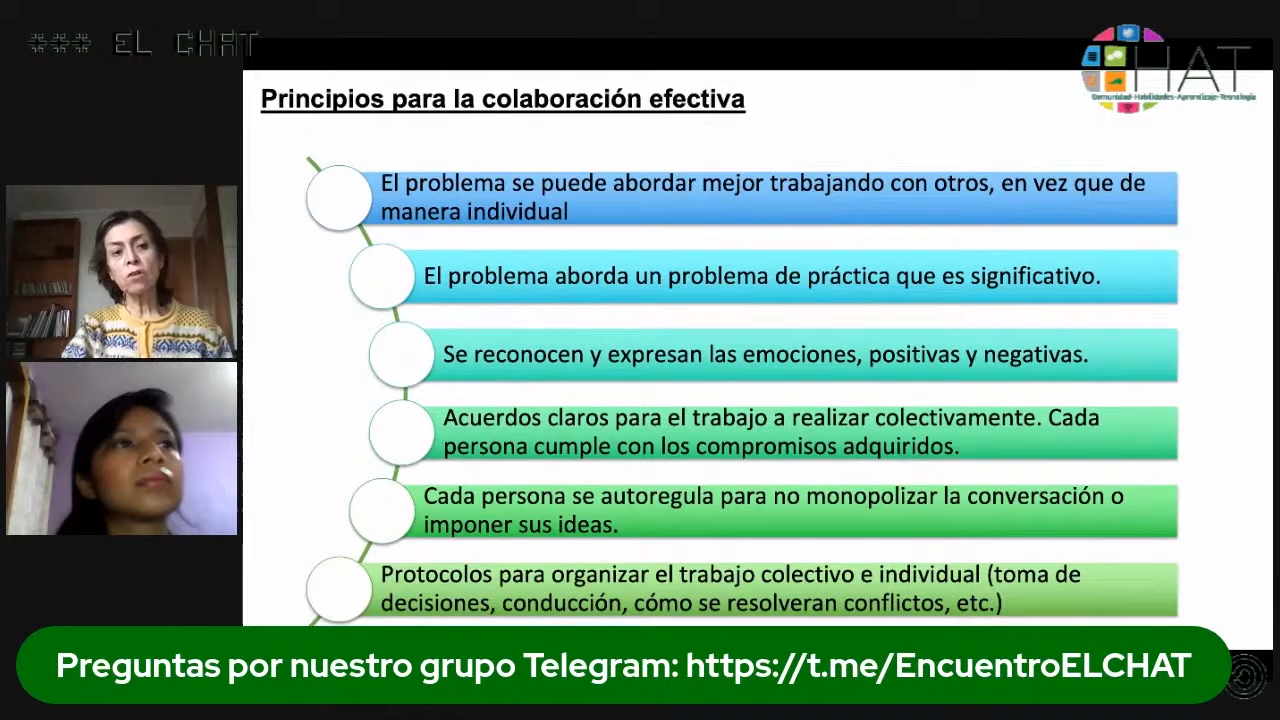 *** EL CHAT
HAT
Comunidad·Habilidades·Aprendizaje·Tecnología
Principios para la colaboración efectiva
El problema se puede abordar mejor trabajando con otros, en vez que de
manera individual
El problema aborda un problema de práctica que es significativo.
Se reconocen y expresan las emociones, positivas y negativas.
Acuerdos claros para el trabajo a realizar colectivamente. Cada
persona cumple con los compromisos adquiridos.
Cada persona se autoregula para no monopolizar la conversación o
imponer sus ideas.
Protocolos para organizar el trabajo colectivo e individual (toma de
decisiones, conducción, cómo se resolveran conflictos, etc.)
Preguntas por nuestro grupo Telegram: https://t.me/EncuentroELCHAT